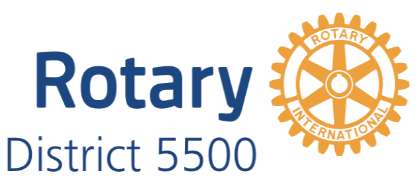 Rotary
District 5500
ROTARY
INTERNATIONAL